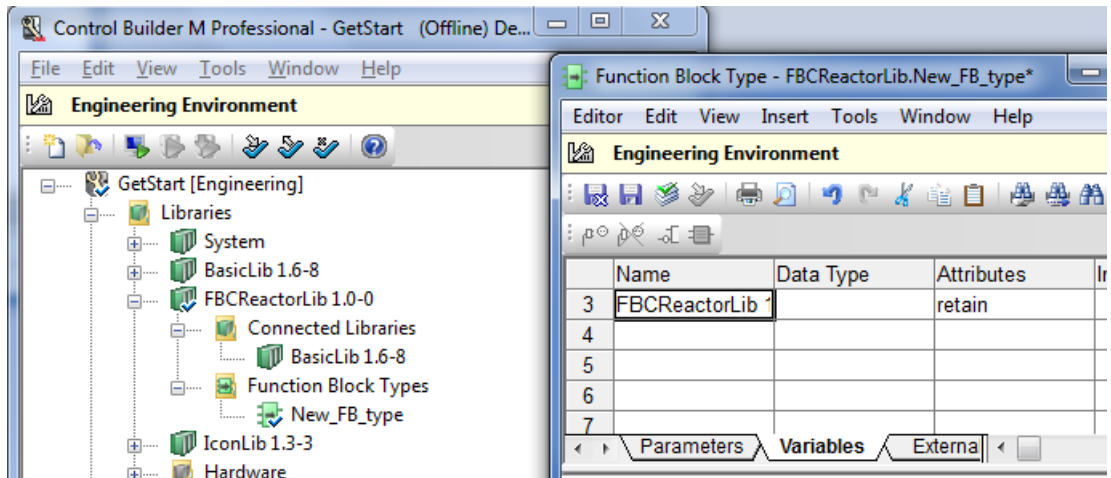 Control Builder M Professional - GetStart (Offline) De...
File Edit View Tools Window Help
Engineering Environment
GetStart [Engineering]
Libraries
System
BasicLib 1.6-8
FBCReactorLib 1.0-0
Connected Libraries
BasicLib 1.6-8
Function Block Types
New_FB_type
IconLib 1.3-3
Hardware
Function Block Type - FBCReactorLib.New_FB_type*
Editor Edit View Insert Tools Window Help
Engineering Environment
Name Data Type Attributes
3 FBCReactorLib retain
4
5
6
7
Parameters Variables External